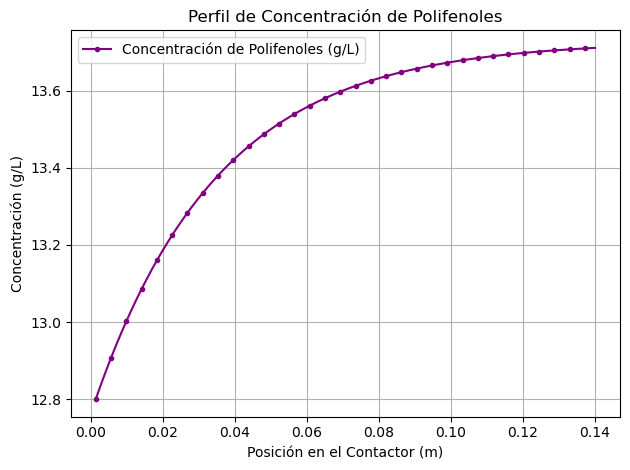 Perfil de Concentración de Polifenoles
Concentración de Polifenoles (g/L)
Concentración (g/L)
13.6
13.4
13.2
13.0
12.8
0.00 0.02 0.04 0.06 0.08 0.10 0.12 0.14
Posición en el Contactor (m)